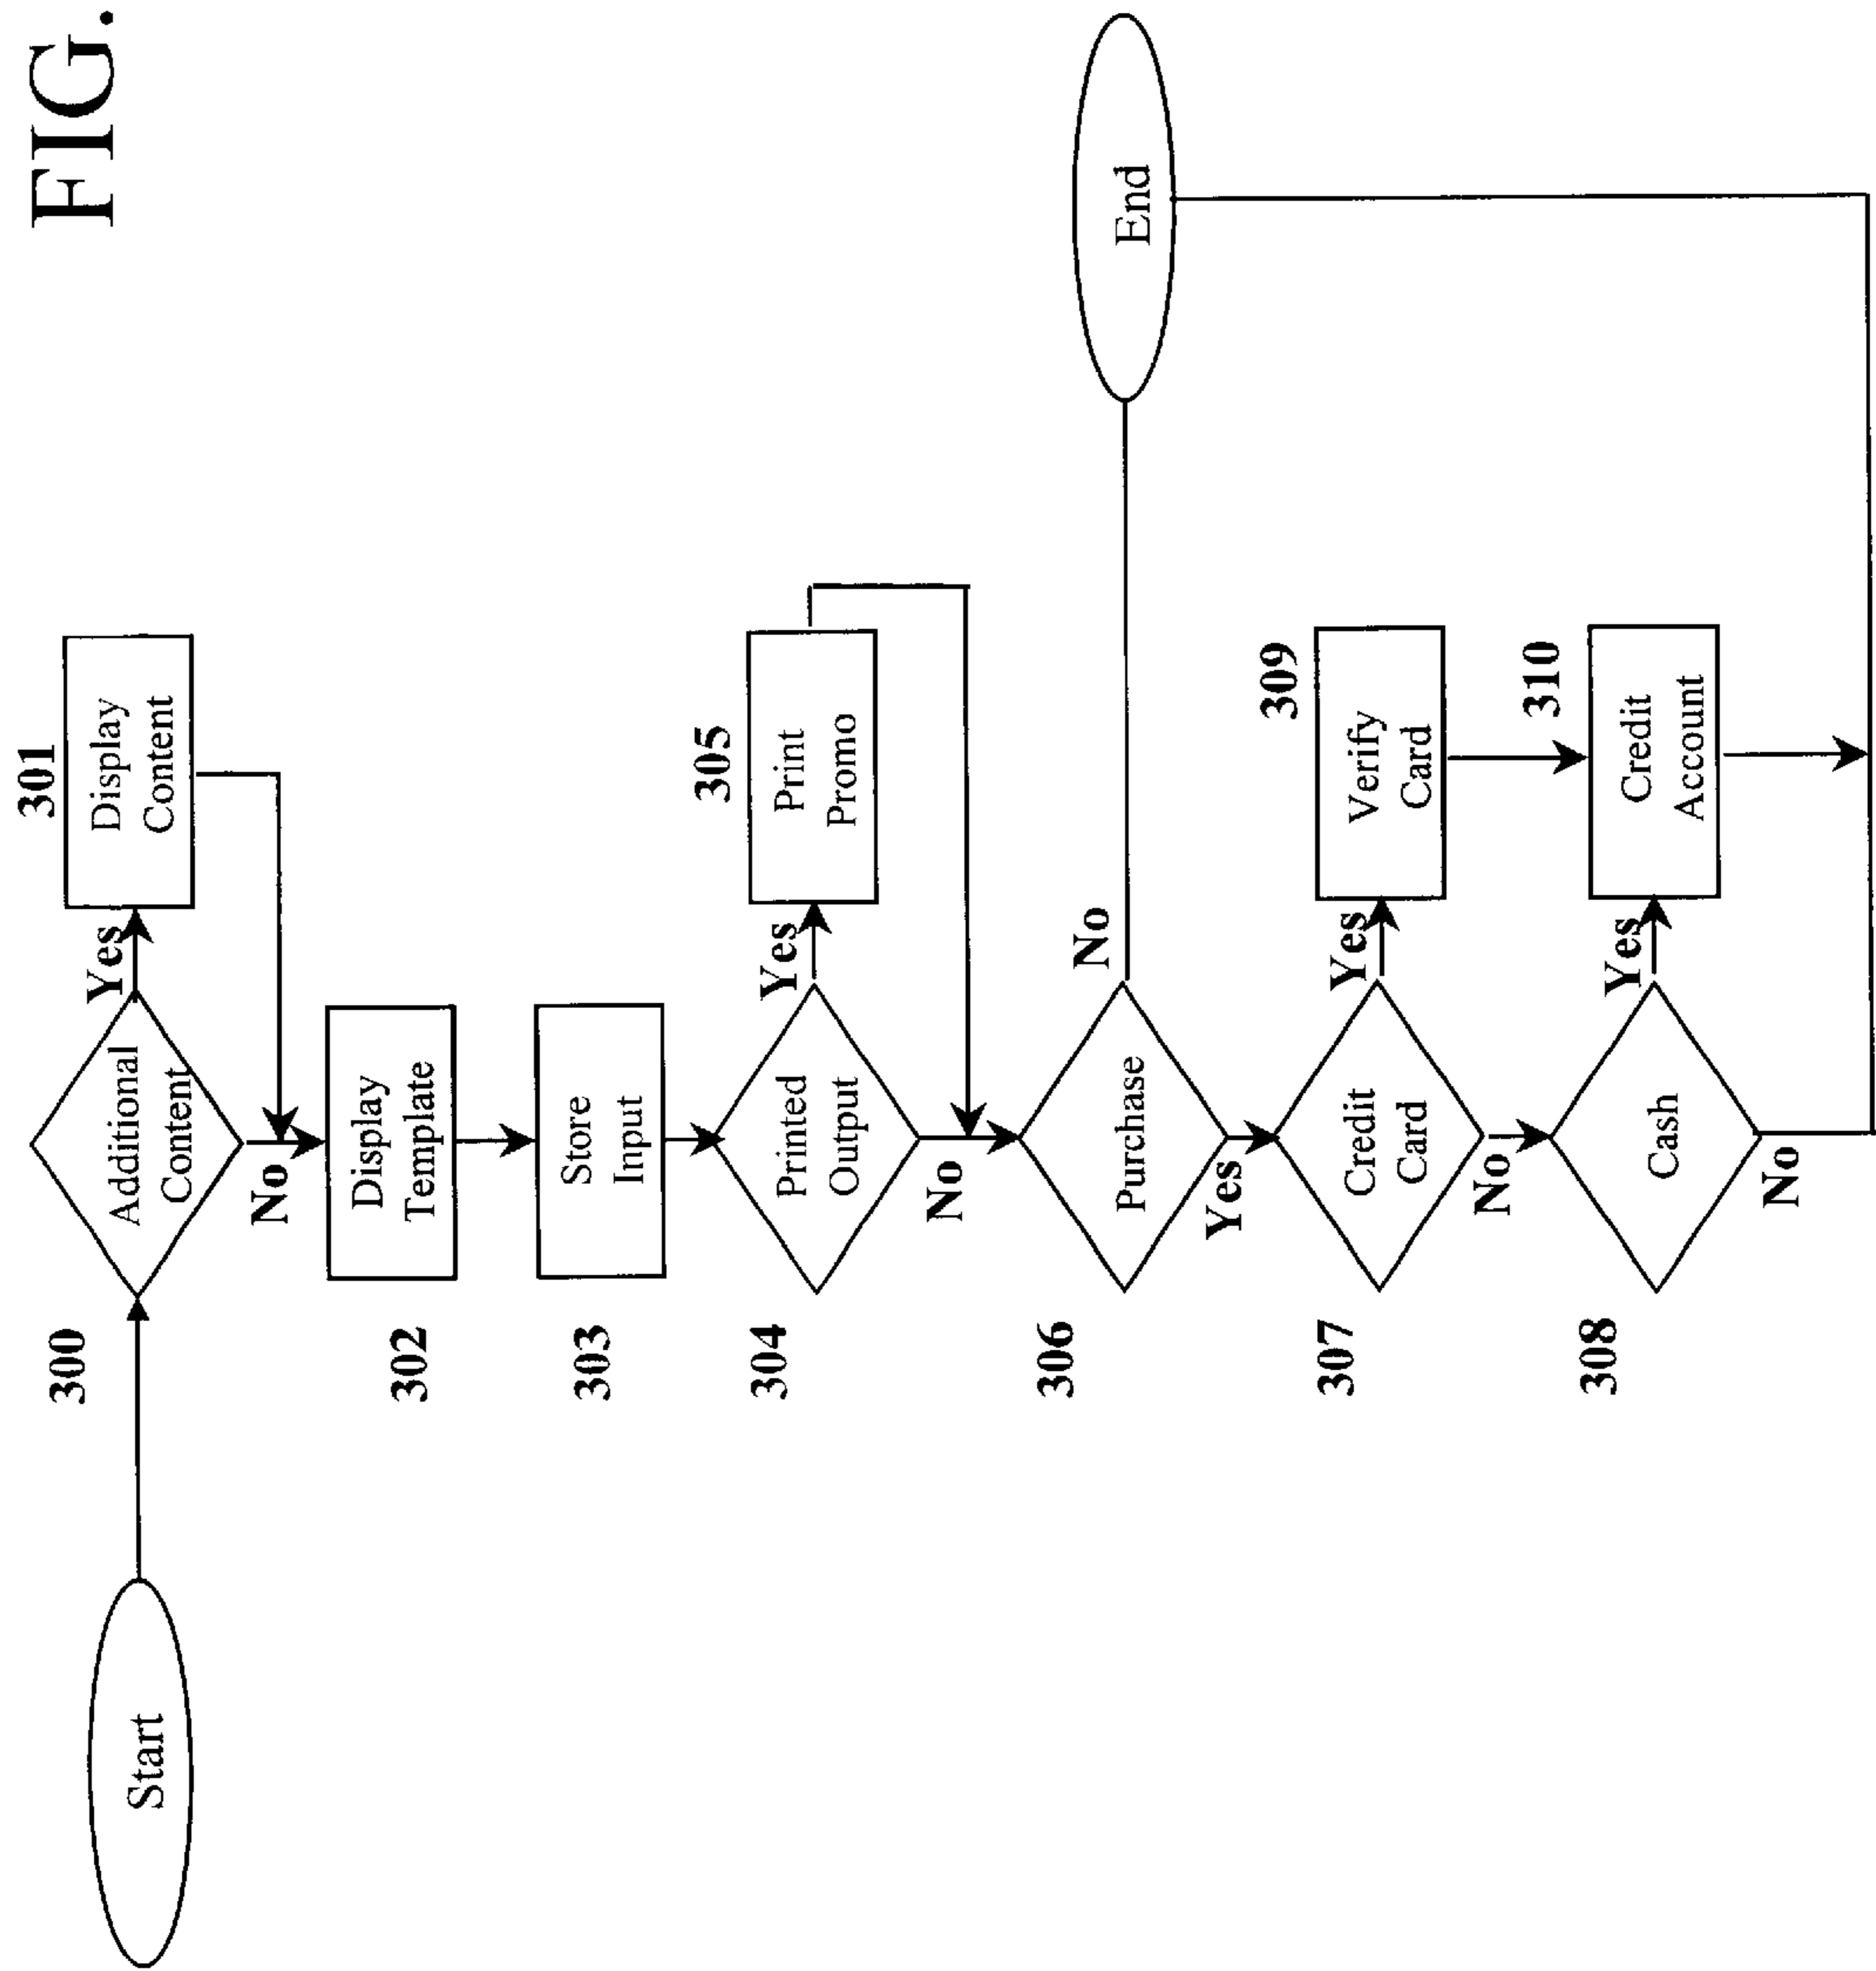 FIG.
300
301
Start
Additional
Content
Yes
Display
Content
No
302
Display
Template
303
Store
Input
304
305
Printed
Output
Yes
Print
Promo
No
306
Purchase
No
End
Yes
307
309
Credit
Card
Yes
Verify
Card
No
308
310
Cash
Yes
Credit
Account
No